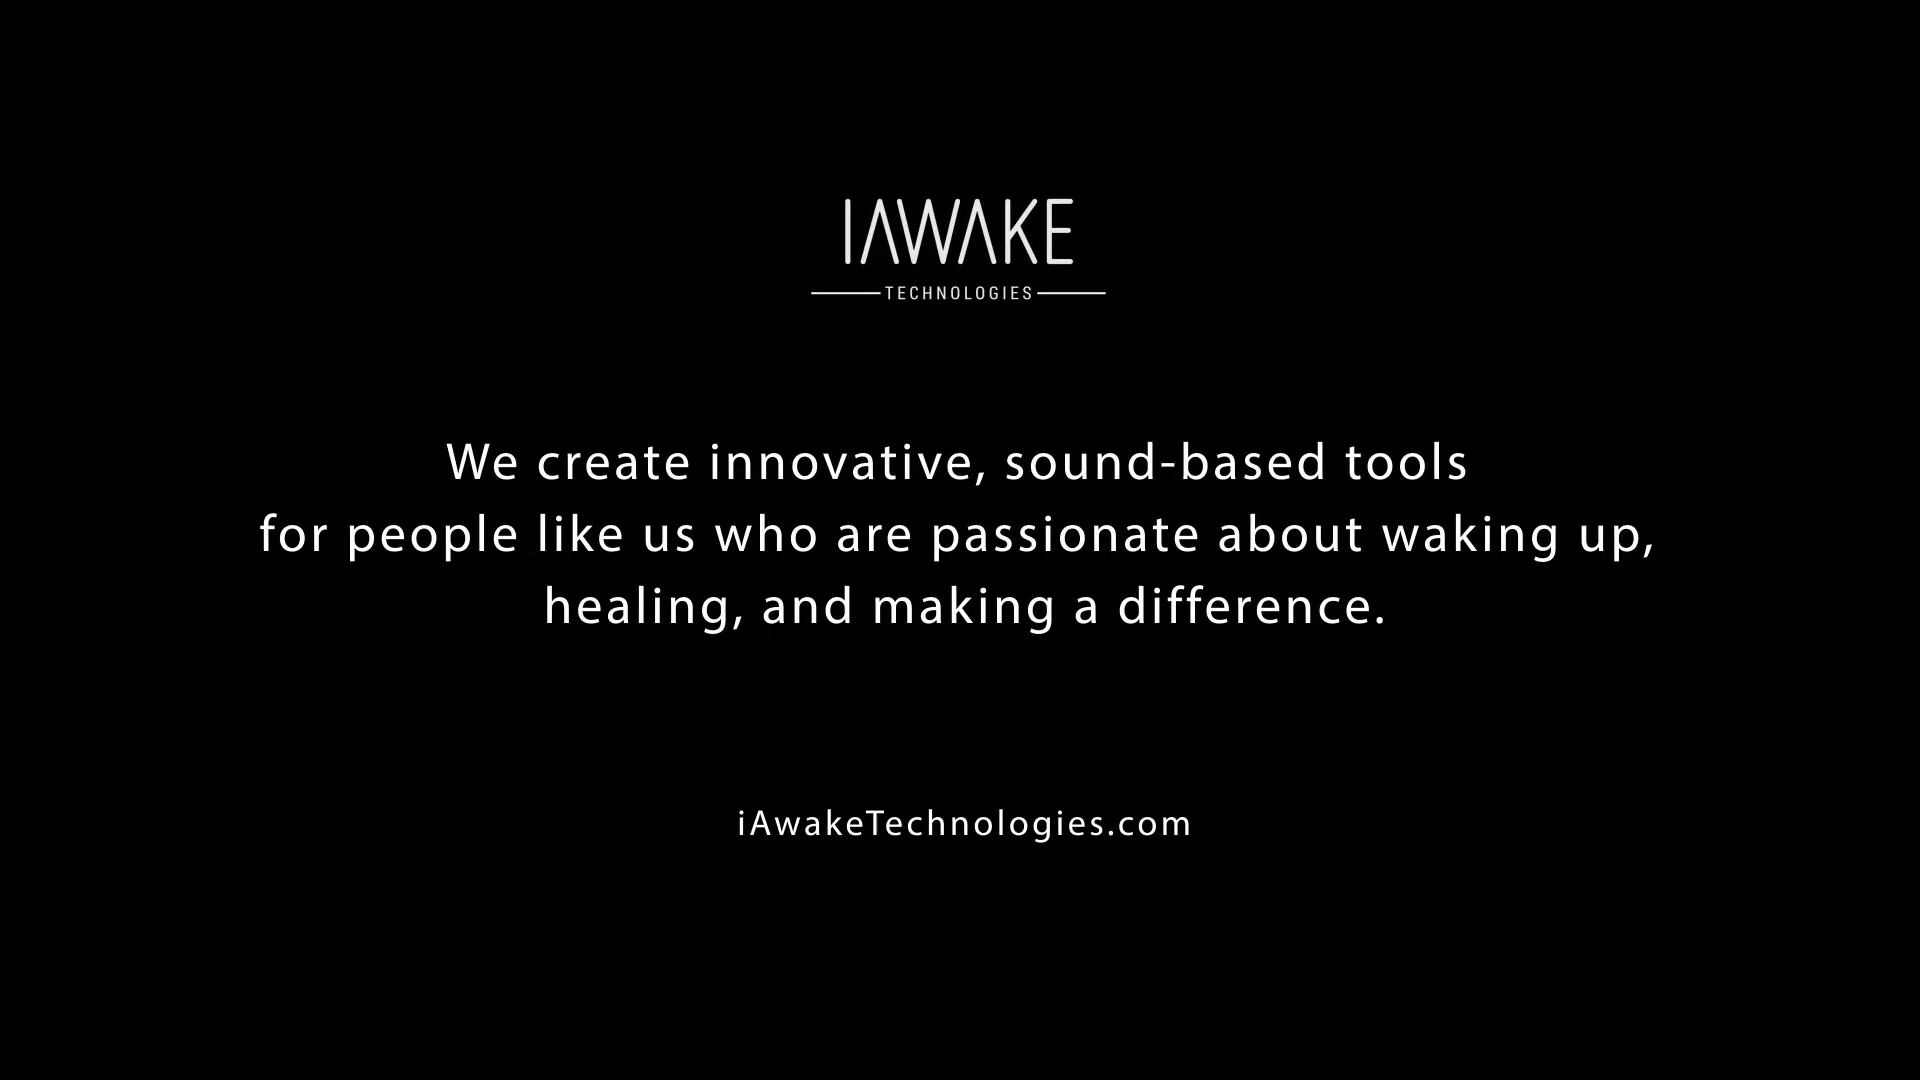 IAWAKE
TECHNOLOGIES
We create innovative, sound-based tools
for people like us who are passionate about waking up,
healing, and making a difference.
iAwakeTechnologies.com